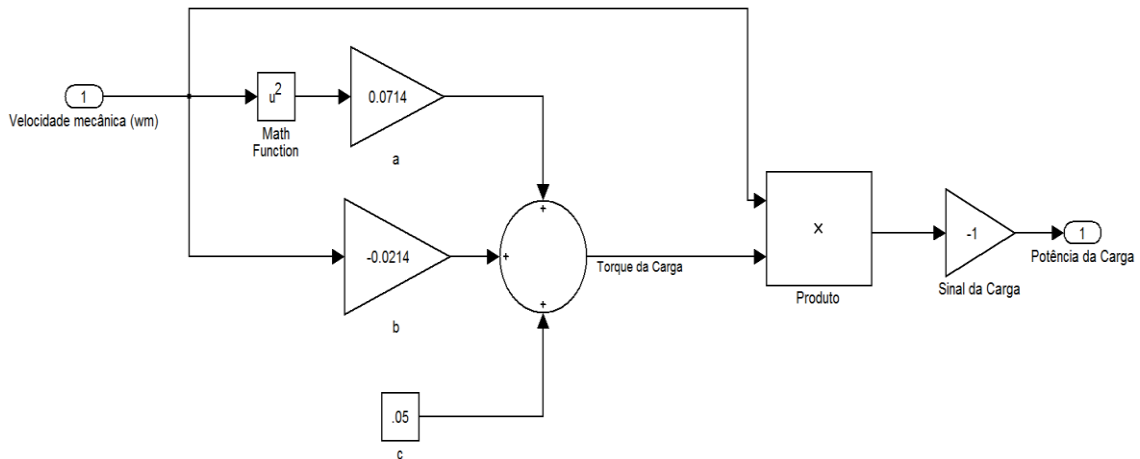 1
Velocidade mecânica (wm)
u²
Math
Function
0.0714
a
-0.0214
b
.05
c
+
+
+
Torque da Carga
X
Produto
-1
Sinal da Carga
1
Potência da Carga